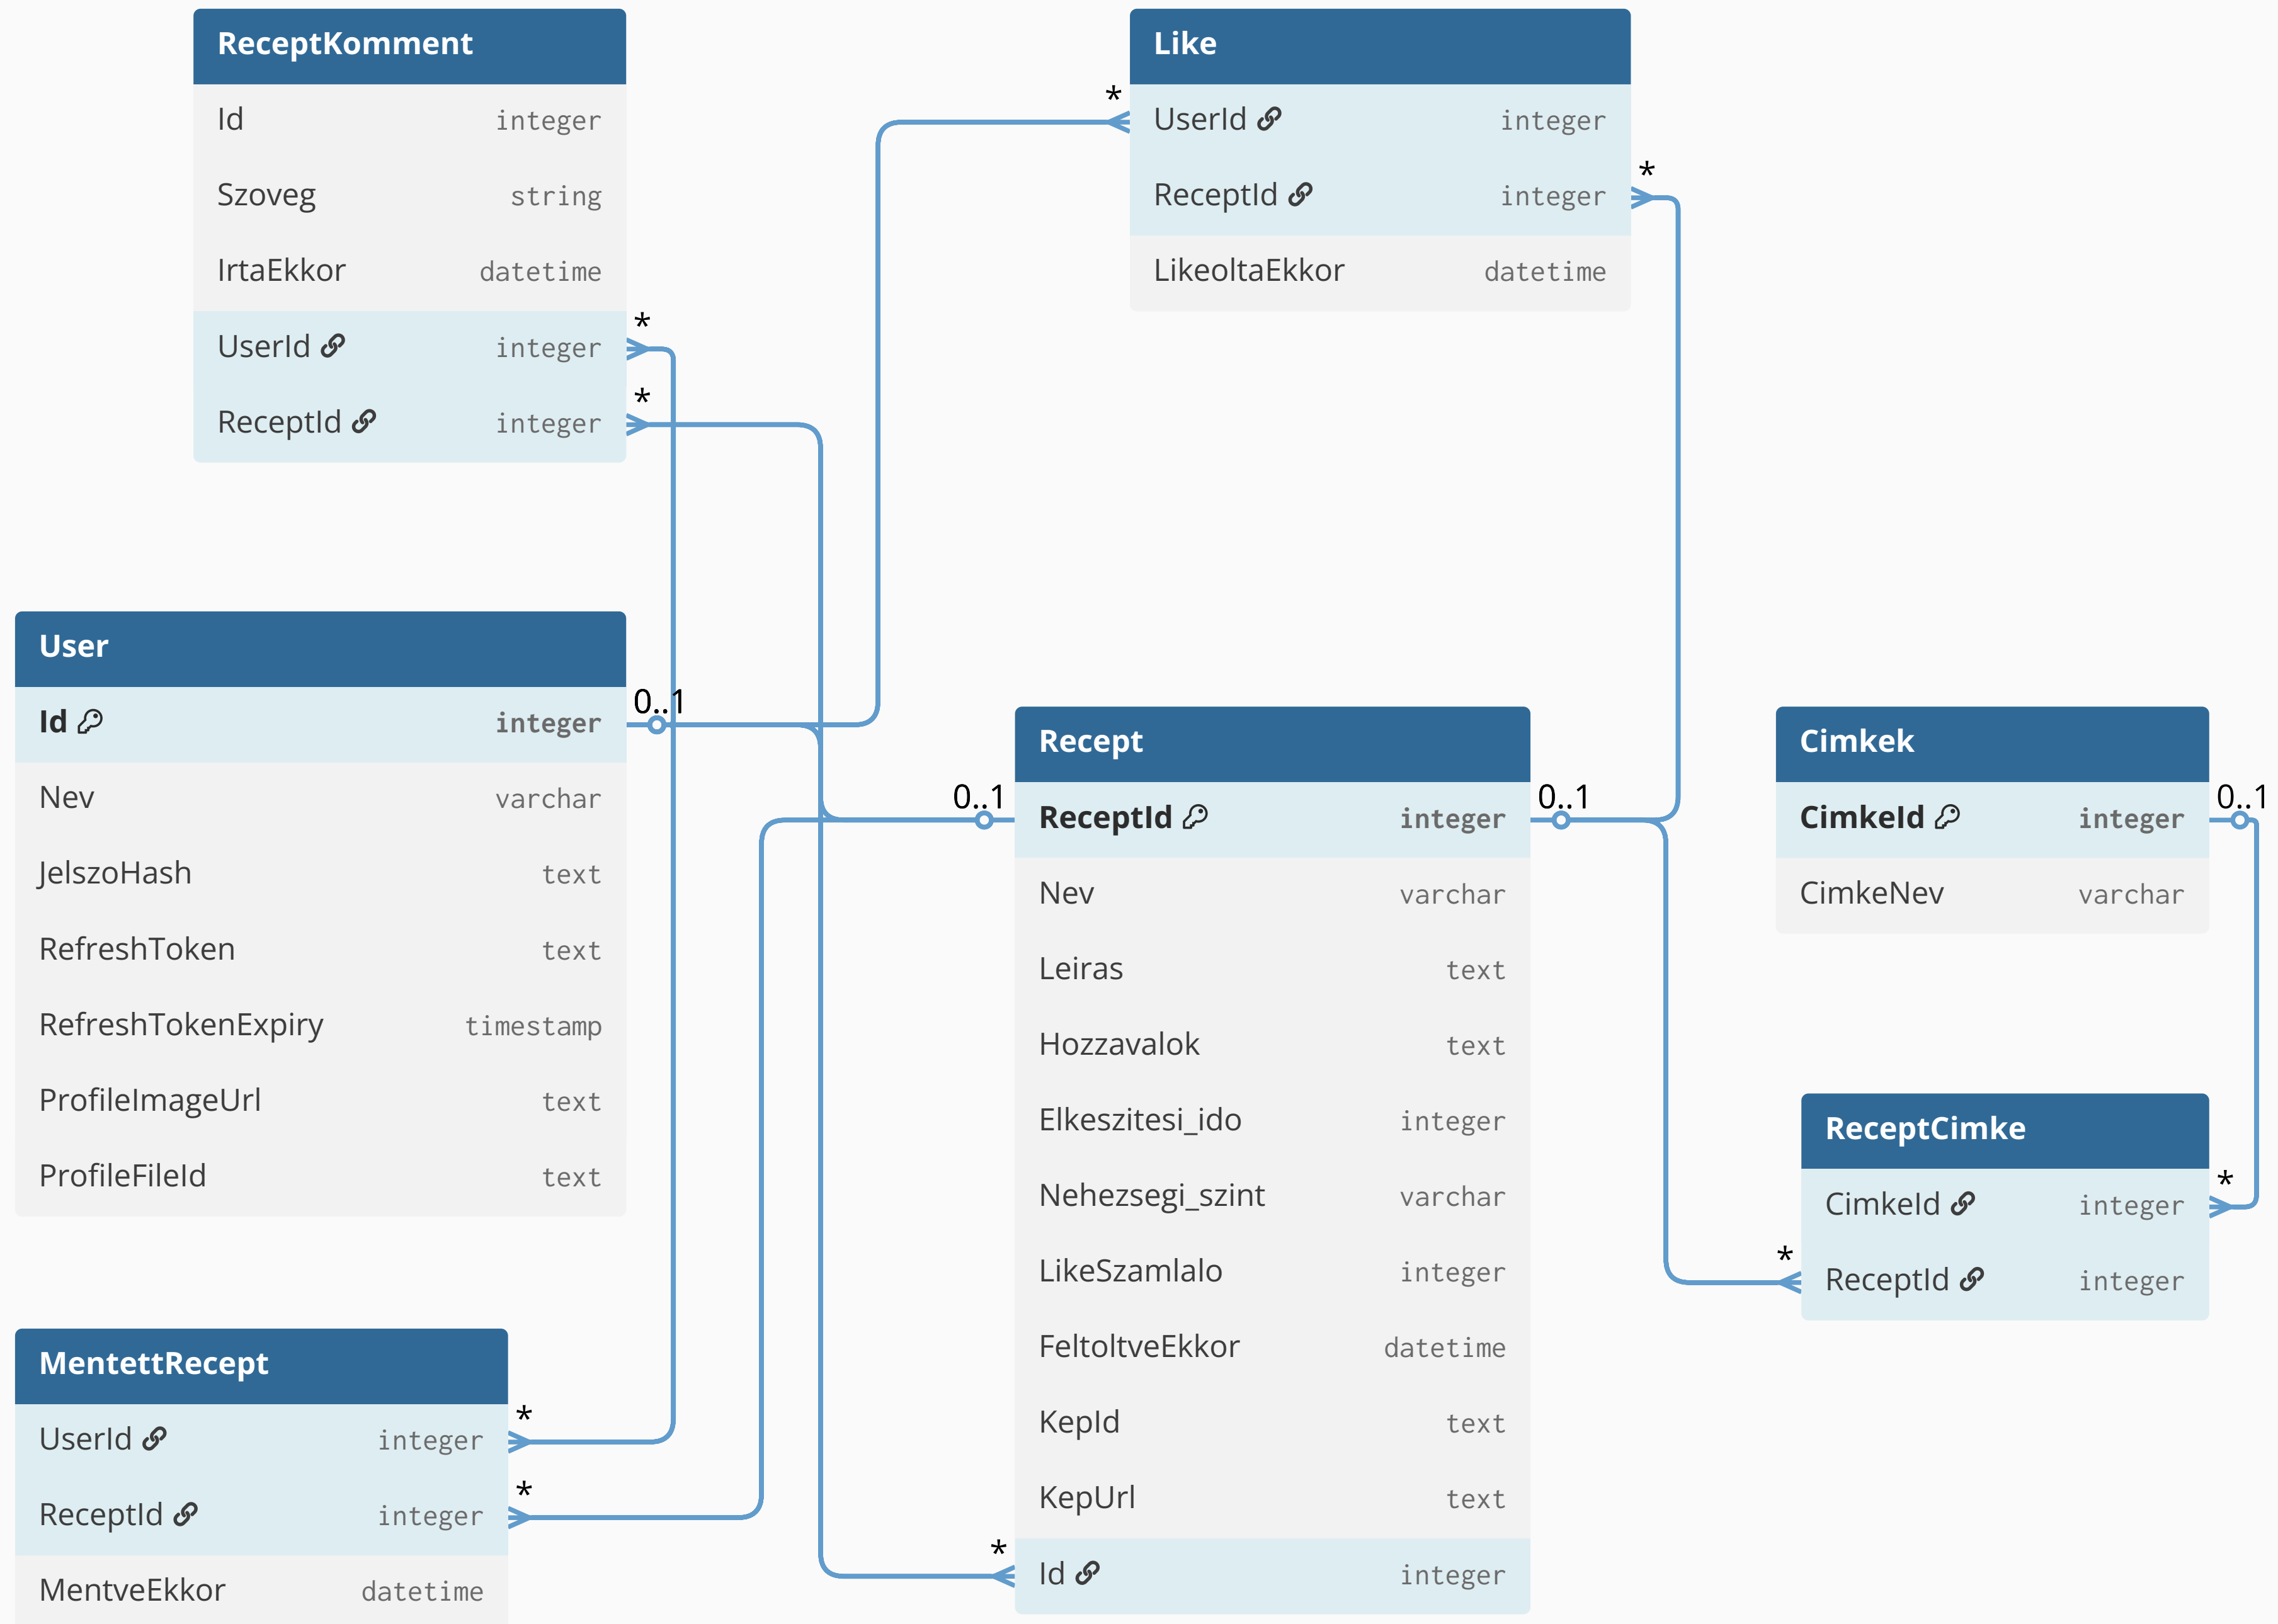 ReceptKomment
Id integer
Szoveg string
IrtaEkkor datetime
*
UserId integer
*
ReceptId integer
Like
*
UserId integer
*
ReceptId integer
LikeoltaEkkor datetime
User
0..1
Id integer
Nev varchar
JelszoHash text
RefreshToken text
RefreshTokenExpiry timestamp
ProfileImageUrl text
ProfileFileId text
Recept
0..1
0..1
ReceptId integer
Nev varchar
Leiras text
Hozzavalok text
Elkeszitesi_ido integer
Nehezsegi_szint varchar
LikeSzamlalo integer
FeltoltveEkkor datetime
KepId text
KepUrl text
*
Id integer
Cimkek
0..1
CimkeId integer
CimkeNev varchar
ReceptCimke
*
CimkeId integer
*
ReceptId integer
MentettRecept
*
UserId integer
*
ReceptId integer
MentveEkkor datetime